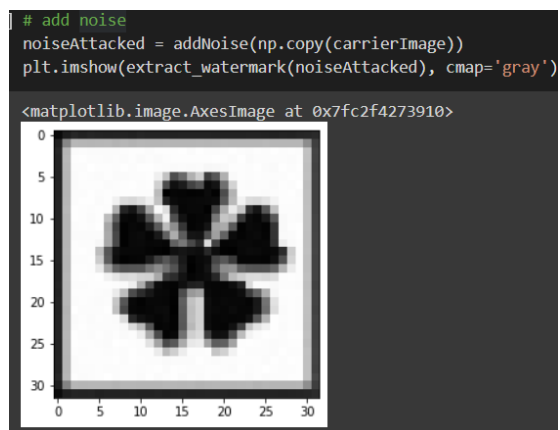 # add noise
noiseAttacked = addNoise(np.copy(carrierImage))
plt.imshow(extract_watermark(noiseAttacked), cmap='gray')
<matplotlib.image.AxesImage at 0x7fc2f4273910>
0
5
10
15
20
25
30
0 5 10 15 20 25 30